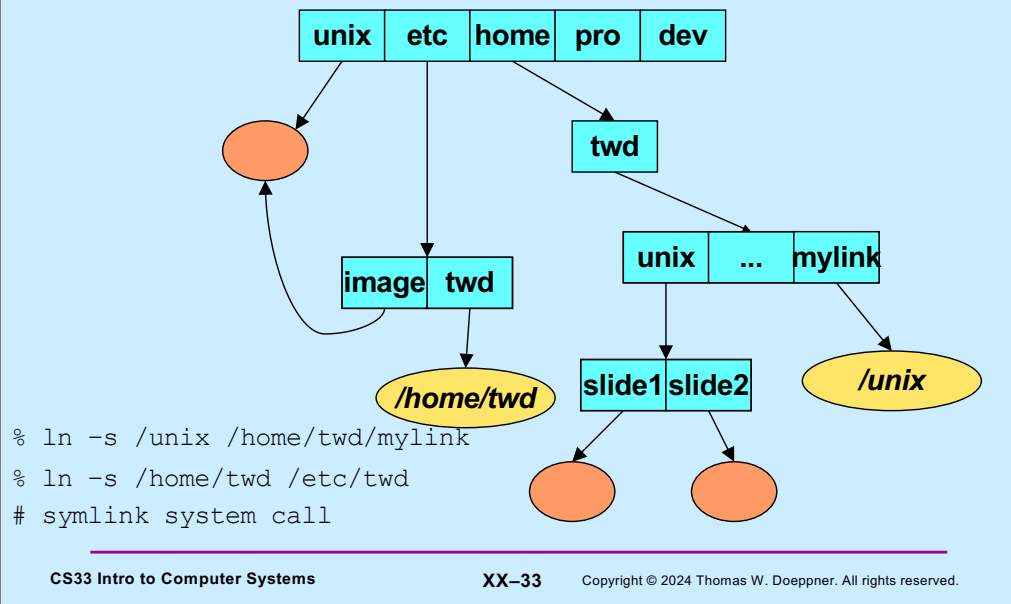 unix etc home pro dev
twd
unix ... mylink
image twd
slide1 slide2
/unix
/home/twd
% ln –s /unix /home/twd/mylink
% ln –s /home/twd /etc/twd
# symlink system call
CS33 Intro to Computer Systems XX–33 Copyright © 2024 Thomas W. Doeppner. All rights reserved.